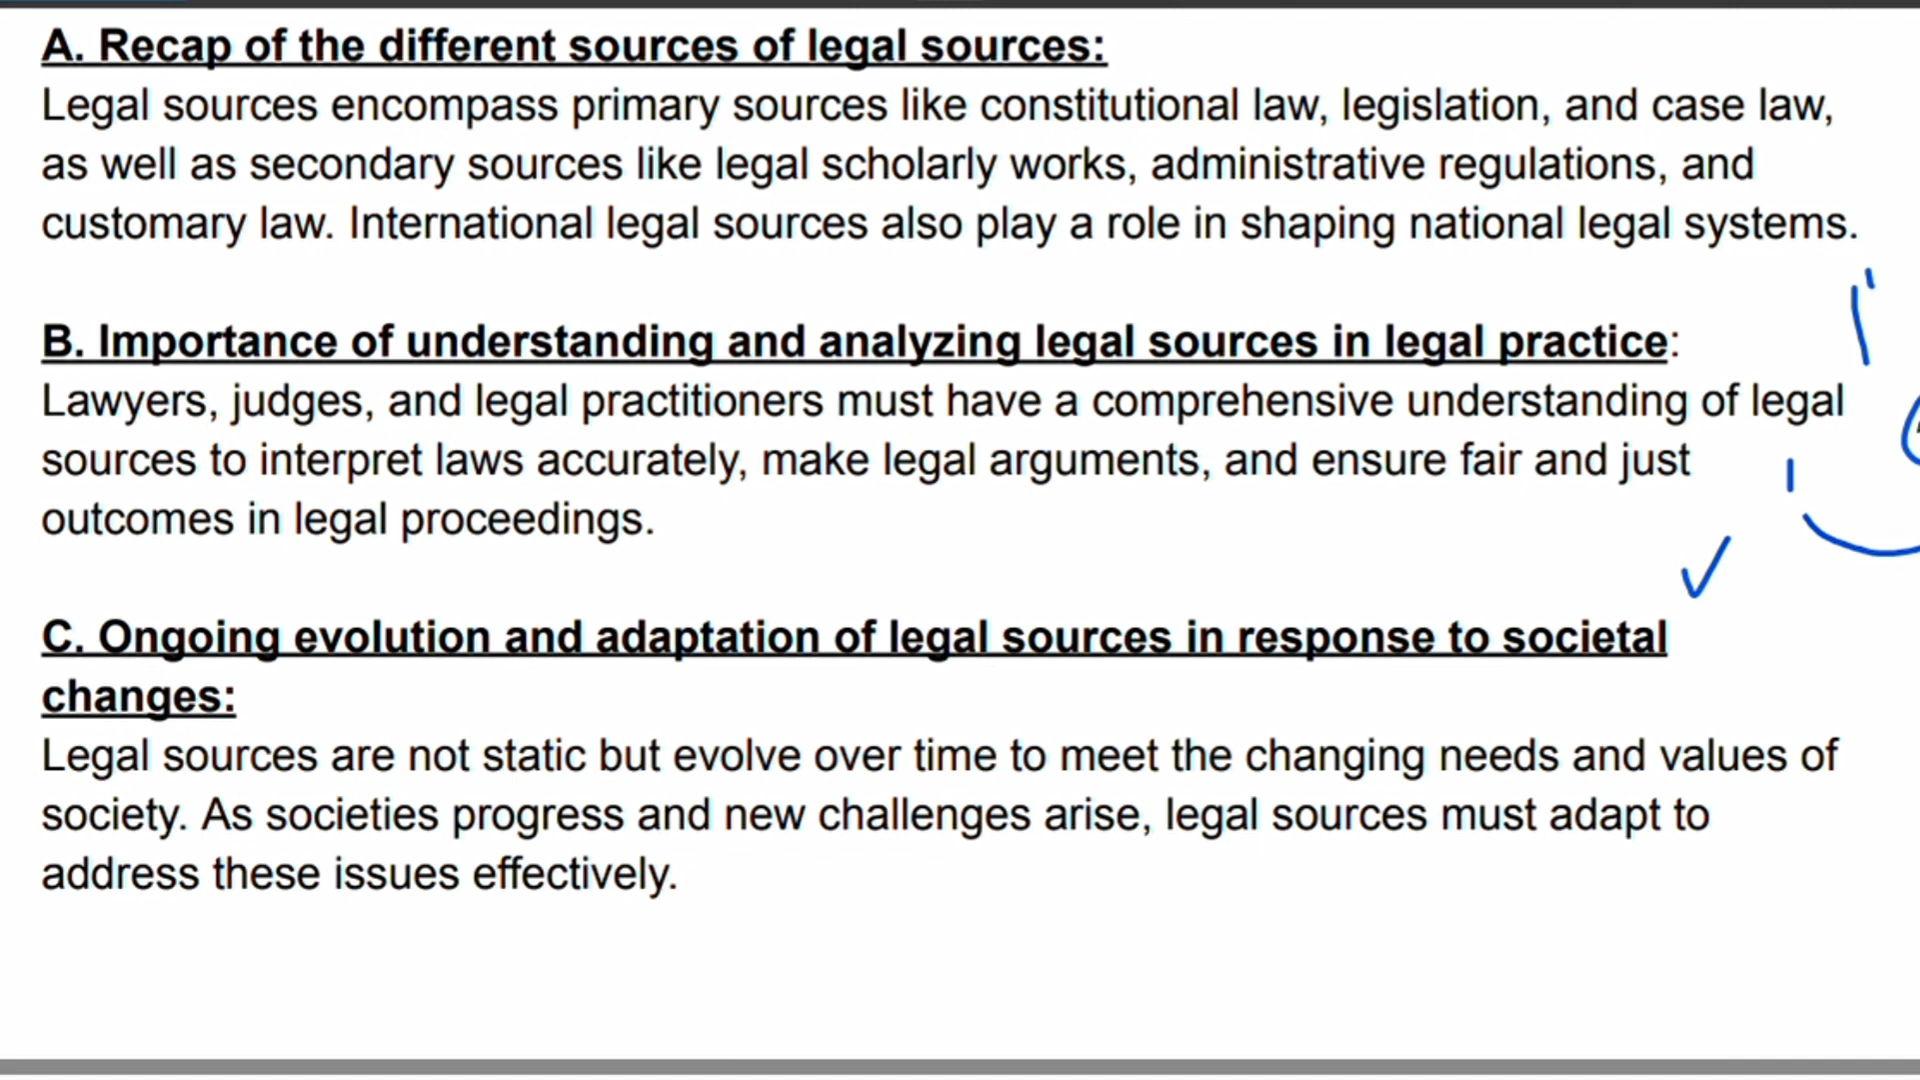 A. Recap of the different sources of legal sources:
Legal sources encompass primary sources like constitutional law, legislation, and case law,
as well as secondary sources like legal scholarly works, administrative regulations, and
customary law. International legal sources also play a role in shaping national legal systems.
B. Importance of understanding and analyzing legal sources in legal practice:
Lawyers, judges, and legal practitioners must have a comprehensive understanding of legal
sources to interpret laws accurately, make legal arguments, and ensure fair and just
outcomes in legal proceedings.
C. Ongoing evolution and adaptation of legal sources in response to societal
changes:
Legal sources are not static but evolve over time to meet the changing needs and values of
society. As societies progress and new challenges arise, legal sources must adapt to
address these issues effectively.